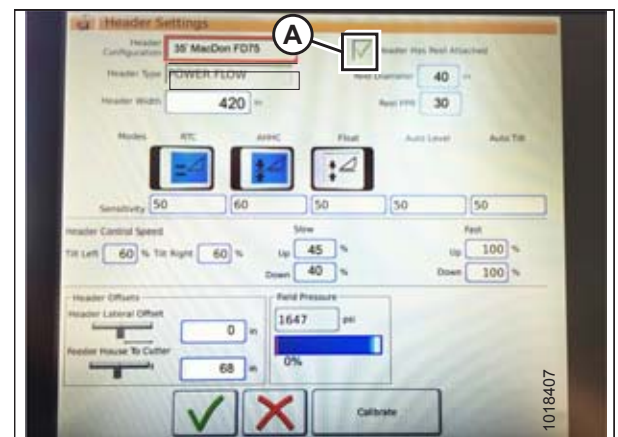 Header Settings
A
Header Configuration
35' MacDon FD75
Header Has Reel Attached
Header Type
POWER FLOW
Reel Diameter
40
in
Header Width
420
in
Reel PPR
30
Modes
RTC
AHHC
Float
Auto Level
Auto Tilt
Sensitivity
50
60
50
50
50
Header Control Speed
Slow
Fast
Tilt Left
60
%
Tilt Right
60
%
Up
45
%
Up
100
%
Down
40
%
Down
100
%
Header Offsets
Field Pressure
Header Lateral Offset
0
in
1647
psi
Feeder House To Cutter
68
in
0%
Calibrate
1018407